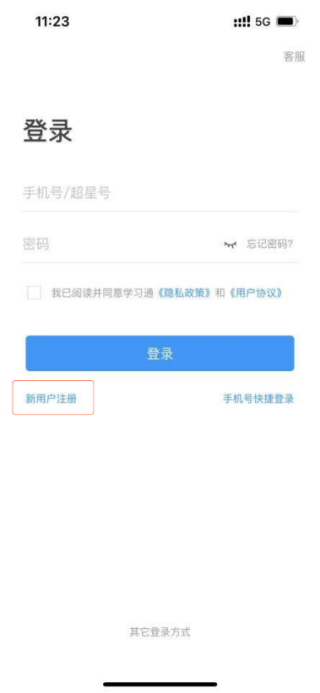 11:23 5G
客服
登录
手机号/超星号
密码 忘记密码?
我已阅读并同意学习通《隐私政策》和《用户协议》
登录
新用户注册 手机号快捷登录
其它登录方式